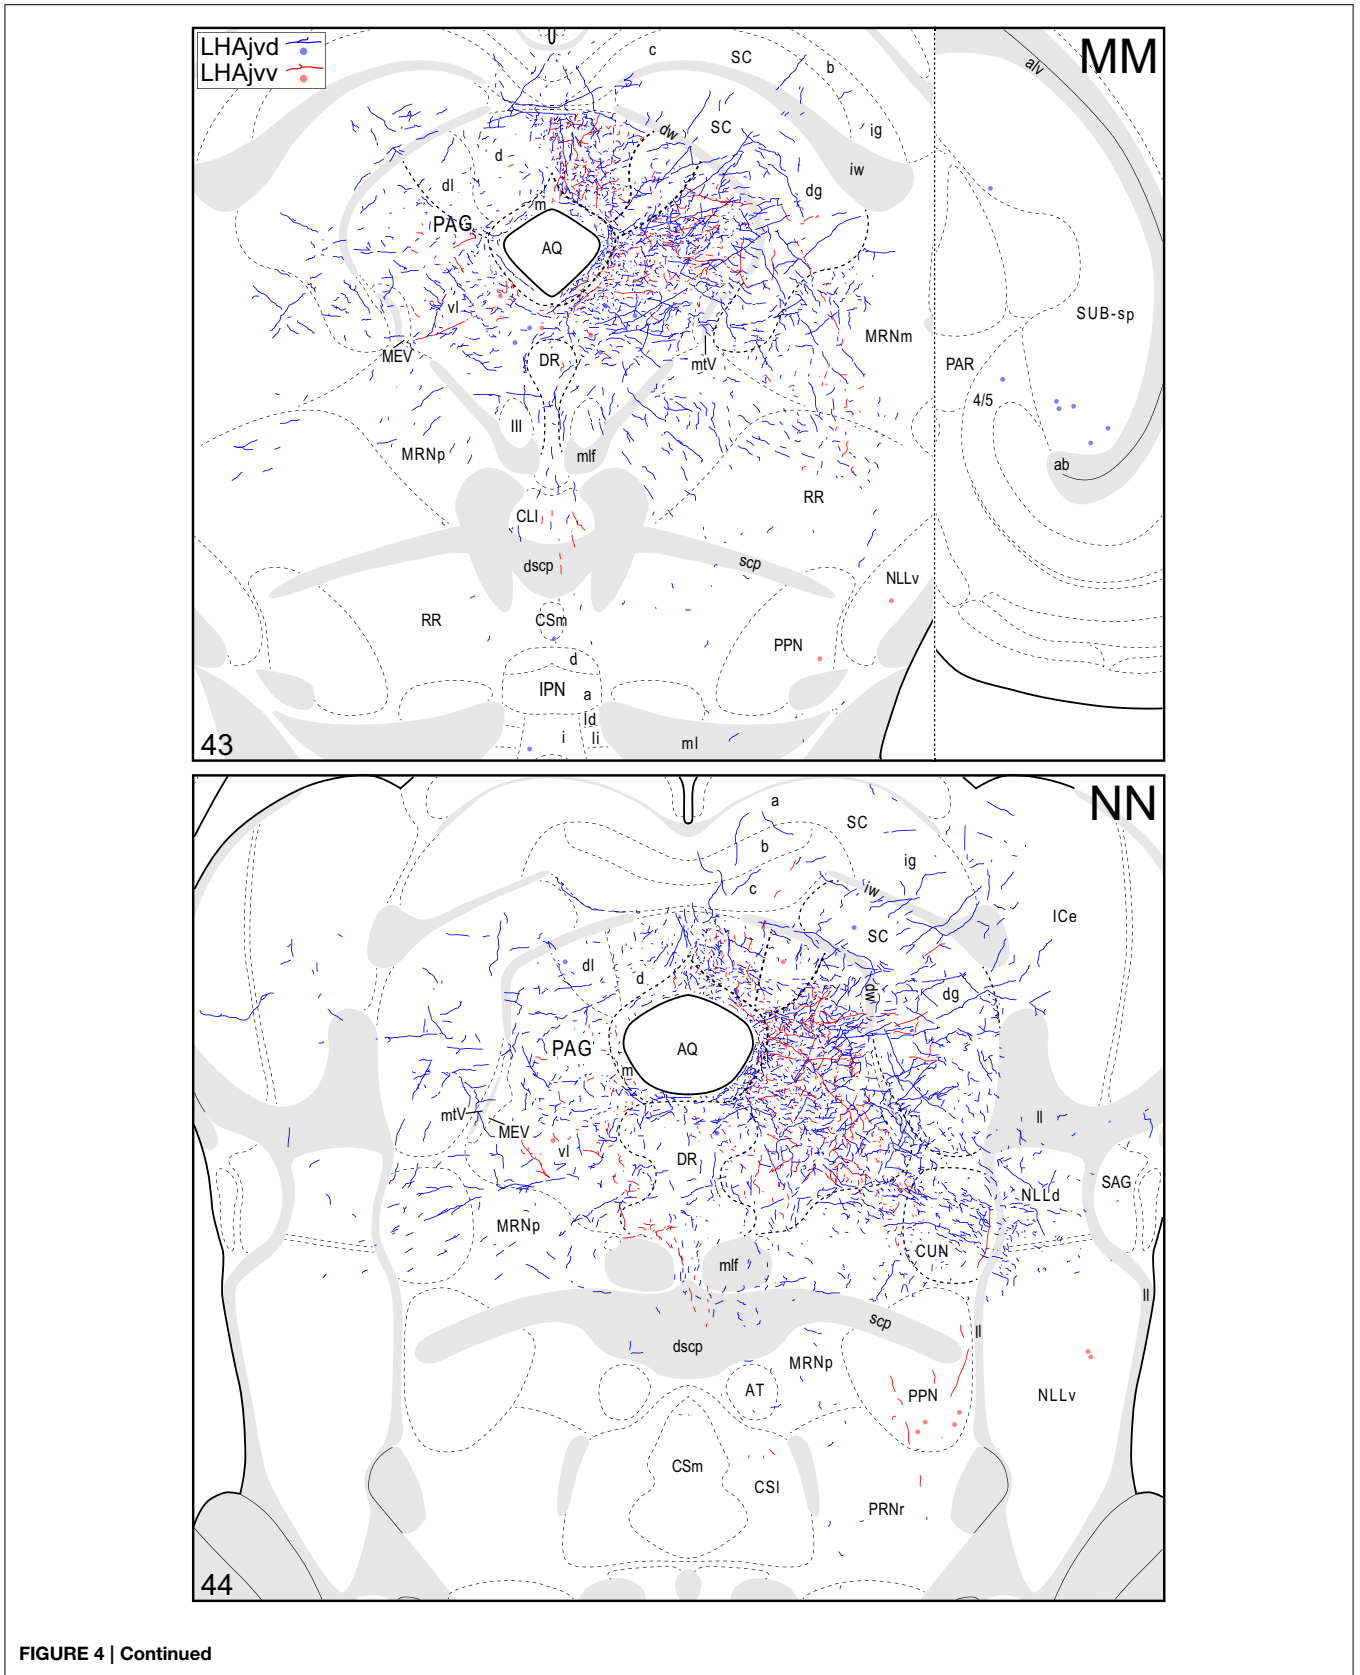 LHAjvd
LHAjvv
MM
c
SC
b
alv
dw
SC
ig
d
iw
dl
dg
m
PAG
AQ
vl
SUB-sp
MRNm
MEV
DR
mtV
PAR
4/5
III
MRNp
mlf
ab
RR
CLI
dscp
scp
NLLv
RR
CSm
PPN
d
IPN
a
ld
i
li
ml
43
NN
a
SC
b
ig
c
iw
ICe
SC
dl
d
dw
dg
PAG
AQ
m
mtV
ll
MEV
vl
DR
SAG
NLLd
MRNp
CUN
mlf
ll
scp
ll
dscp
MRNp
AT
PPN
NLLv
CSm
CSl
PRNr
44
FIGURE 4 | Continued